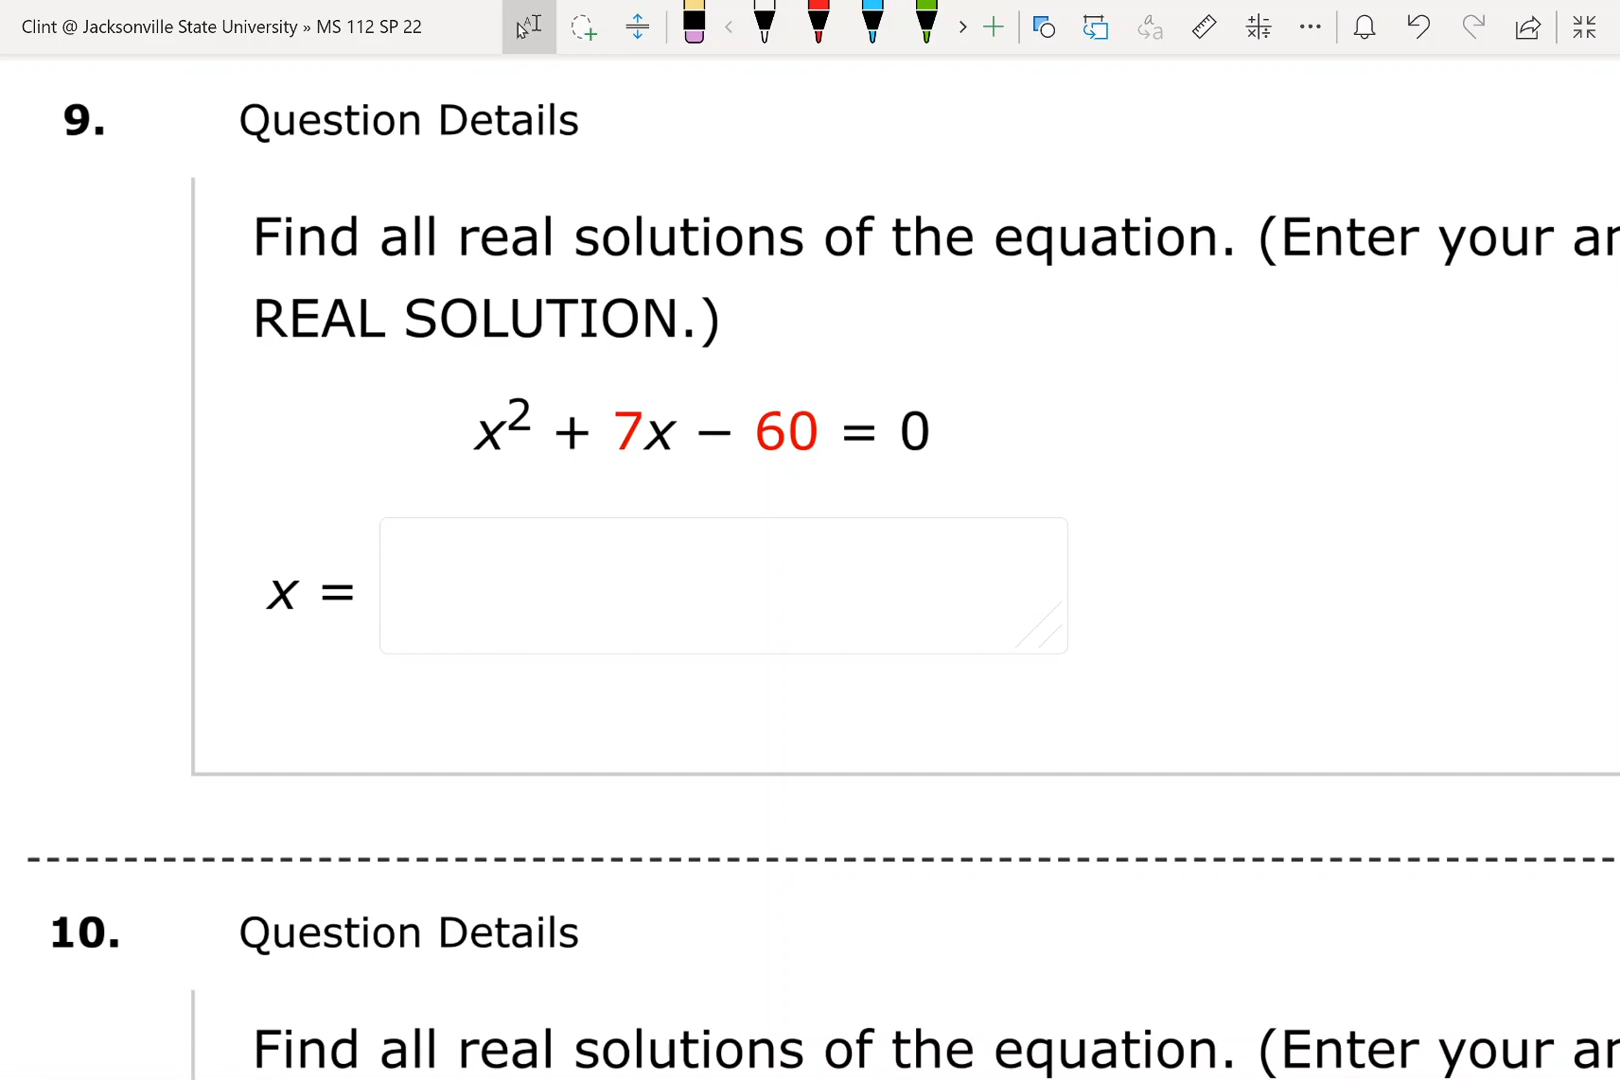 Clint @ Jacksonville State University » MS 112 SP 22
9. Question Details
Find all real solutions of the equation. (Enter your
REAL SOLUTION.)
x² + 7x − 60 = 0
x =
10. Question Details
Find all real solutions of the equation. (Enter your